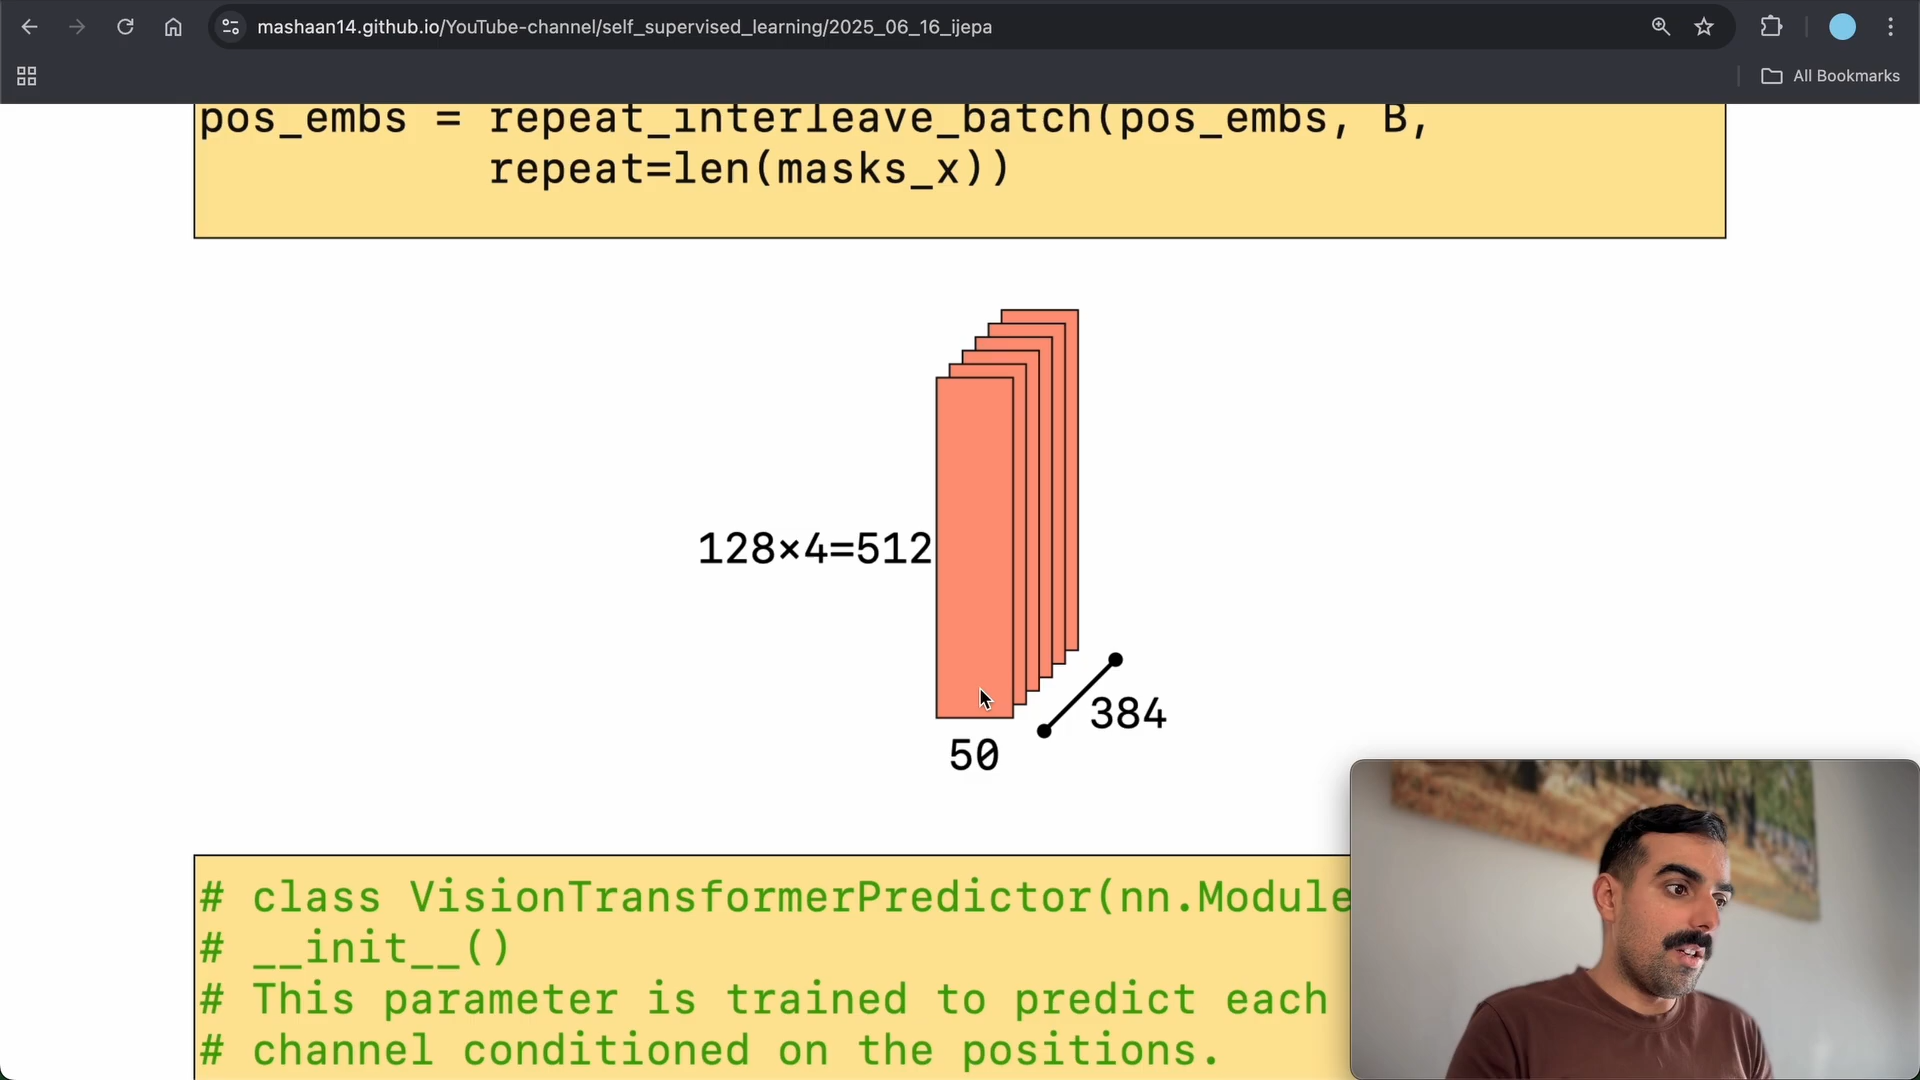 mashaan14.github.io/YouTube-channel/self_supervised_learning/2025_06_16_ijepa
All Bookmarks
pos_embs = repeat_interleave_batch(pos_embs, B,
repeat=len(masks_x))
128×4=512
384
50
# class VisionTransformerPredictor(nn.Module
# __init__()
# This parameter is trained to predict each
# channel conditioned on the positions.